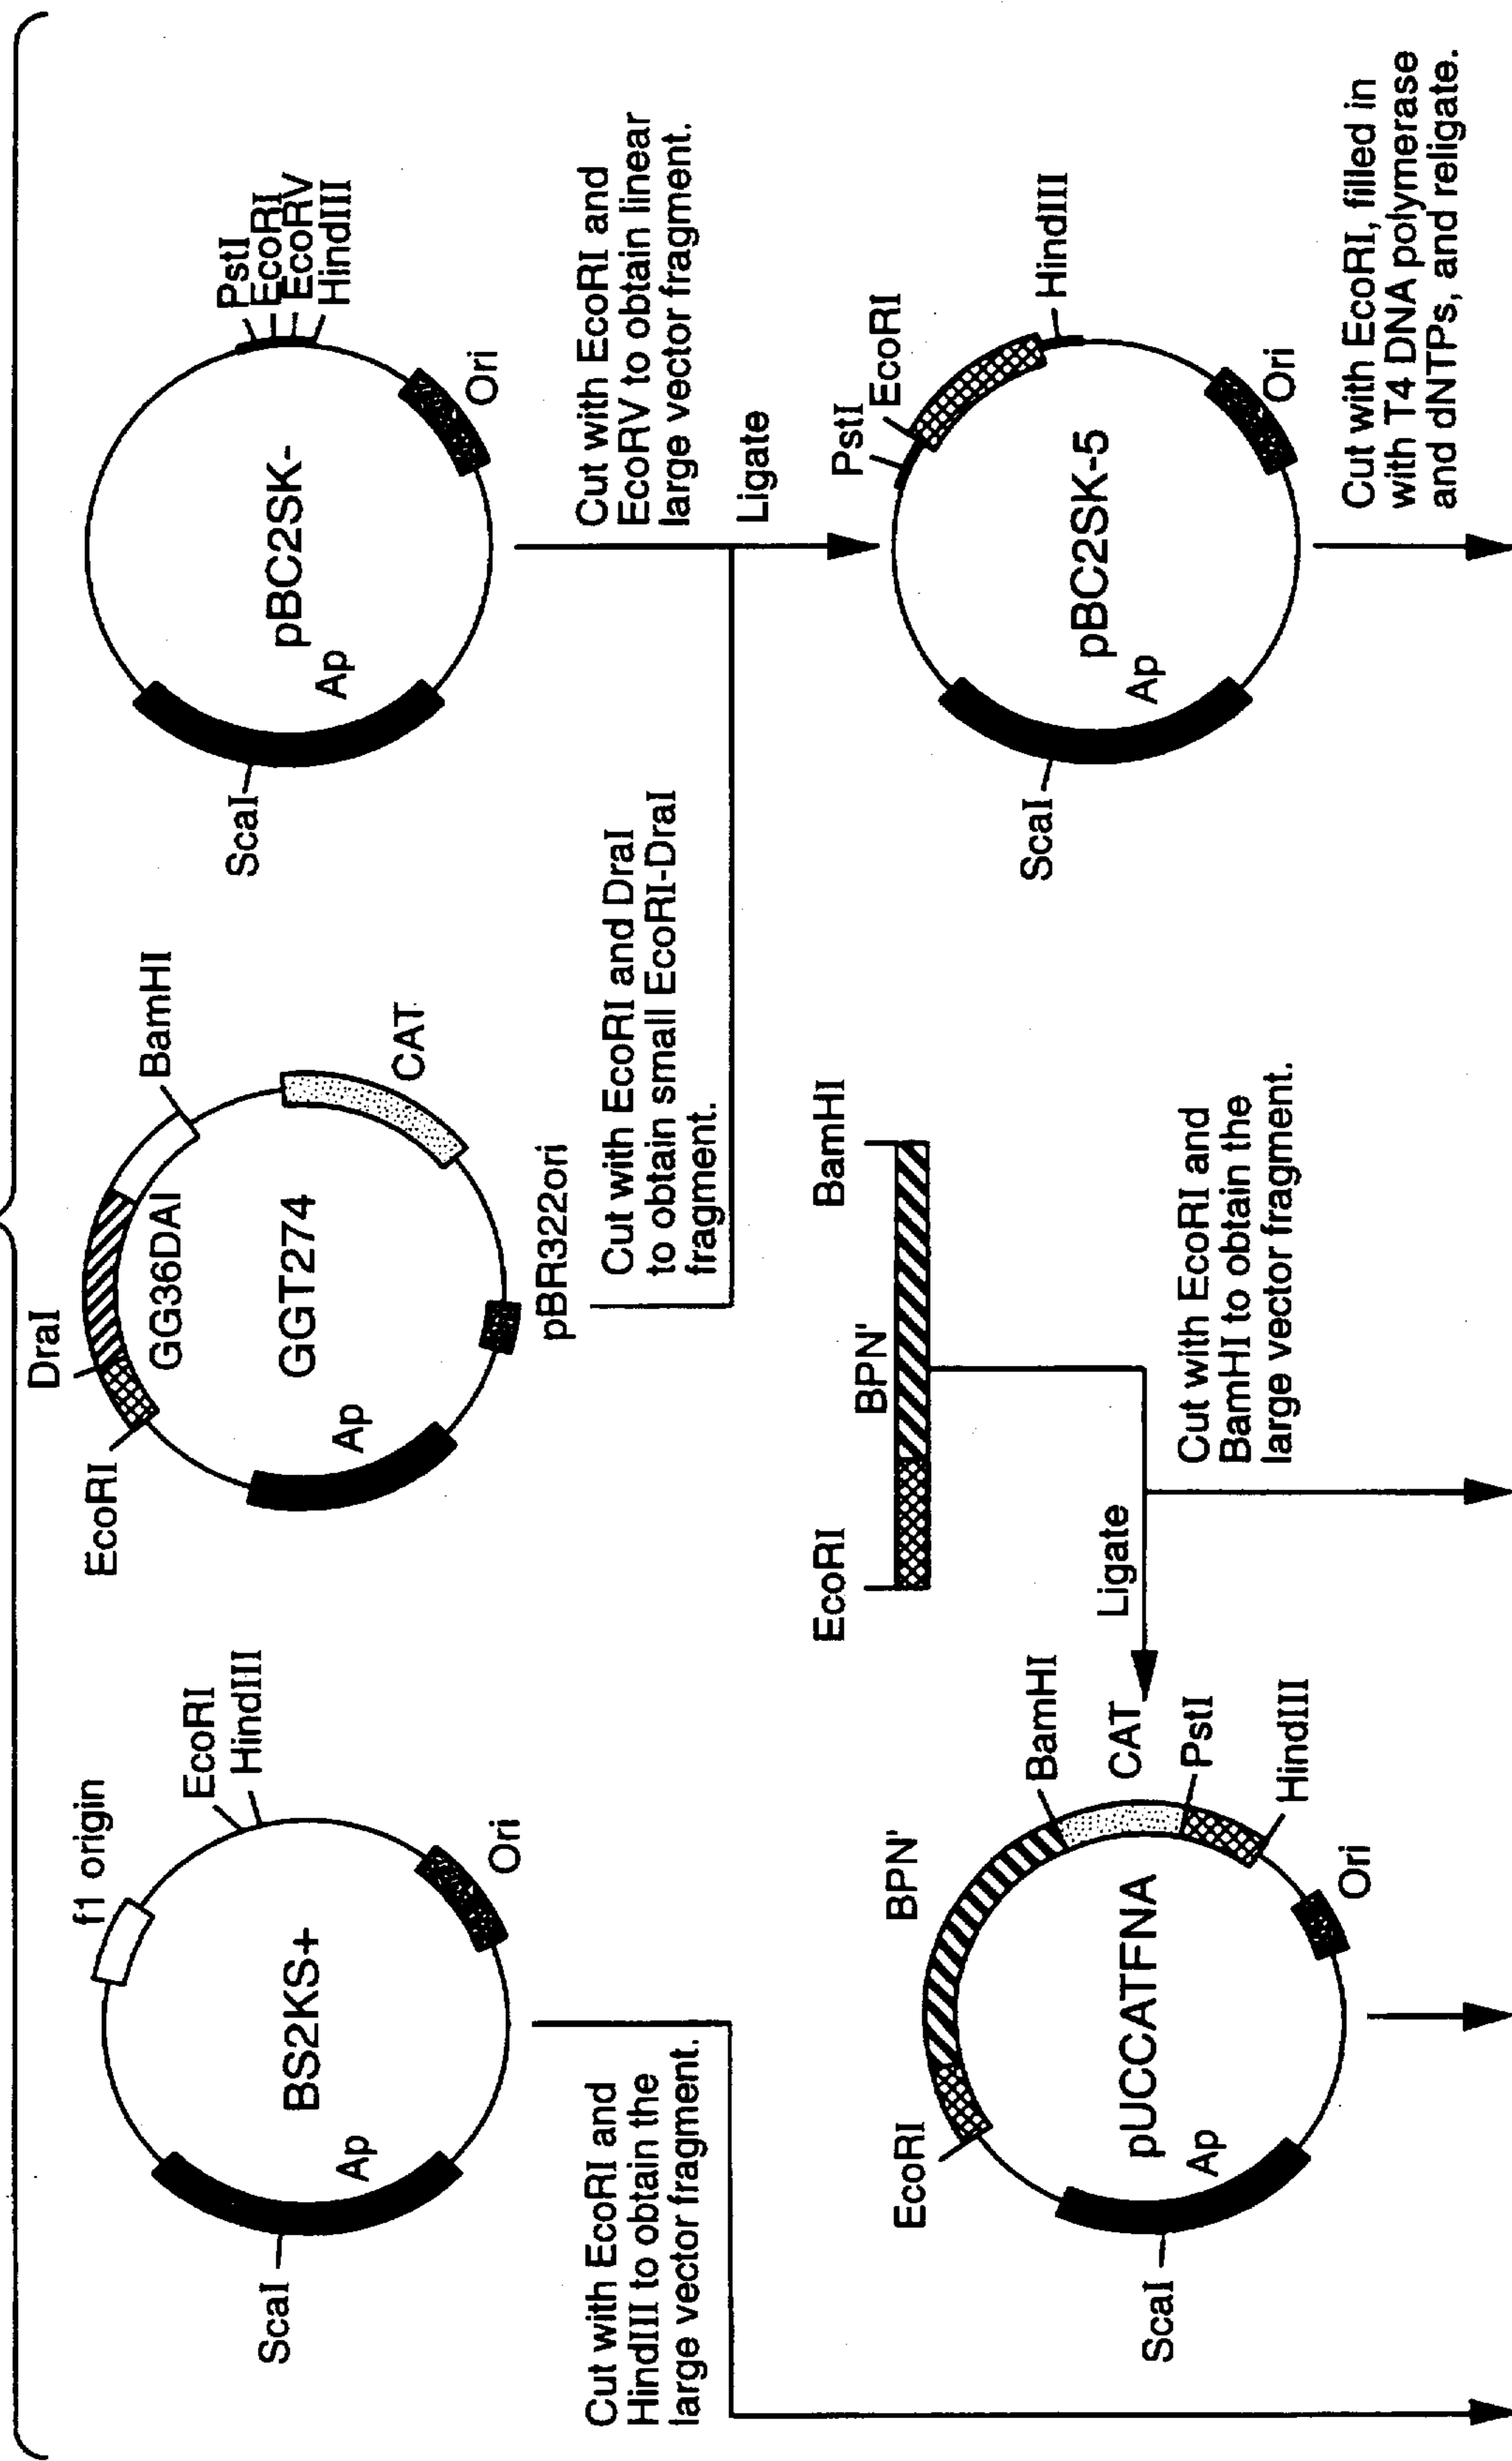 f1 origin
EcoRI
HindIII
BS2KS+
Ap
ScaI
Ori
Cut with EcoRI and
HindIII to obtain the
large vector fragment.
DraI
EcoRI
GG36DAI
BamHI
GGT274
Ap
CAT
pBR322ori
Cut with EcoRI and DraI
to obtain small EcoRI-DraI
fragment.
PstI
EcoRI
EcoRV
HindIII
pBC2SK-
Ap
ScaI
Ori
Cut with EcoRI and
EcoRV to obtain linear
large vector fragment.
Ligate
BPN'
EcoRI
BamHI
CAT
PstI
HindIII
pUCCATFNA
Ap
ScaI
Ori
EcoRI
BPN'
BamHI
Ligate
Cut with EcoRI and
BamHI to obtain the
large vector fragment.
PstI
EcoRI
HindIII
pBC2SK-5
Ap
ScaI
Ori
Cut with EcoRI, filled in
with T4 DNA polymerase
and dNTPs, and religate.